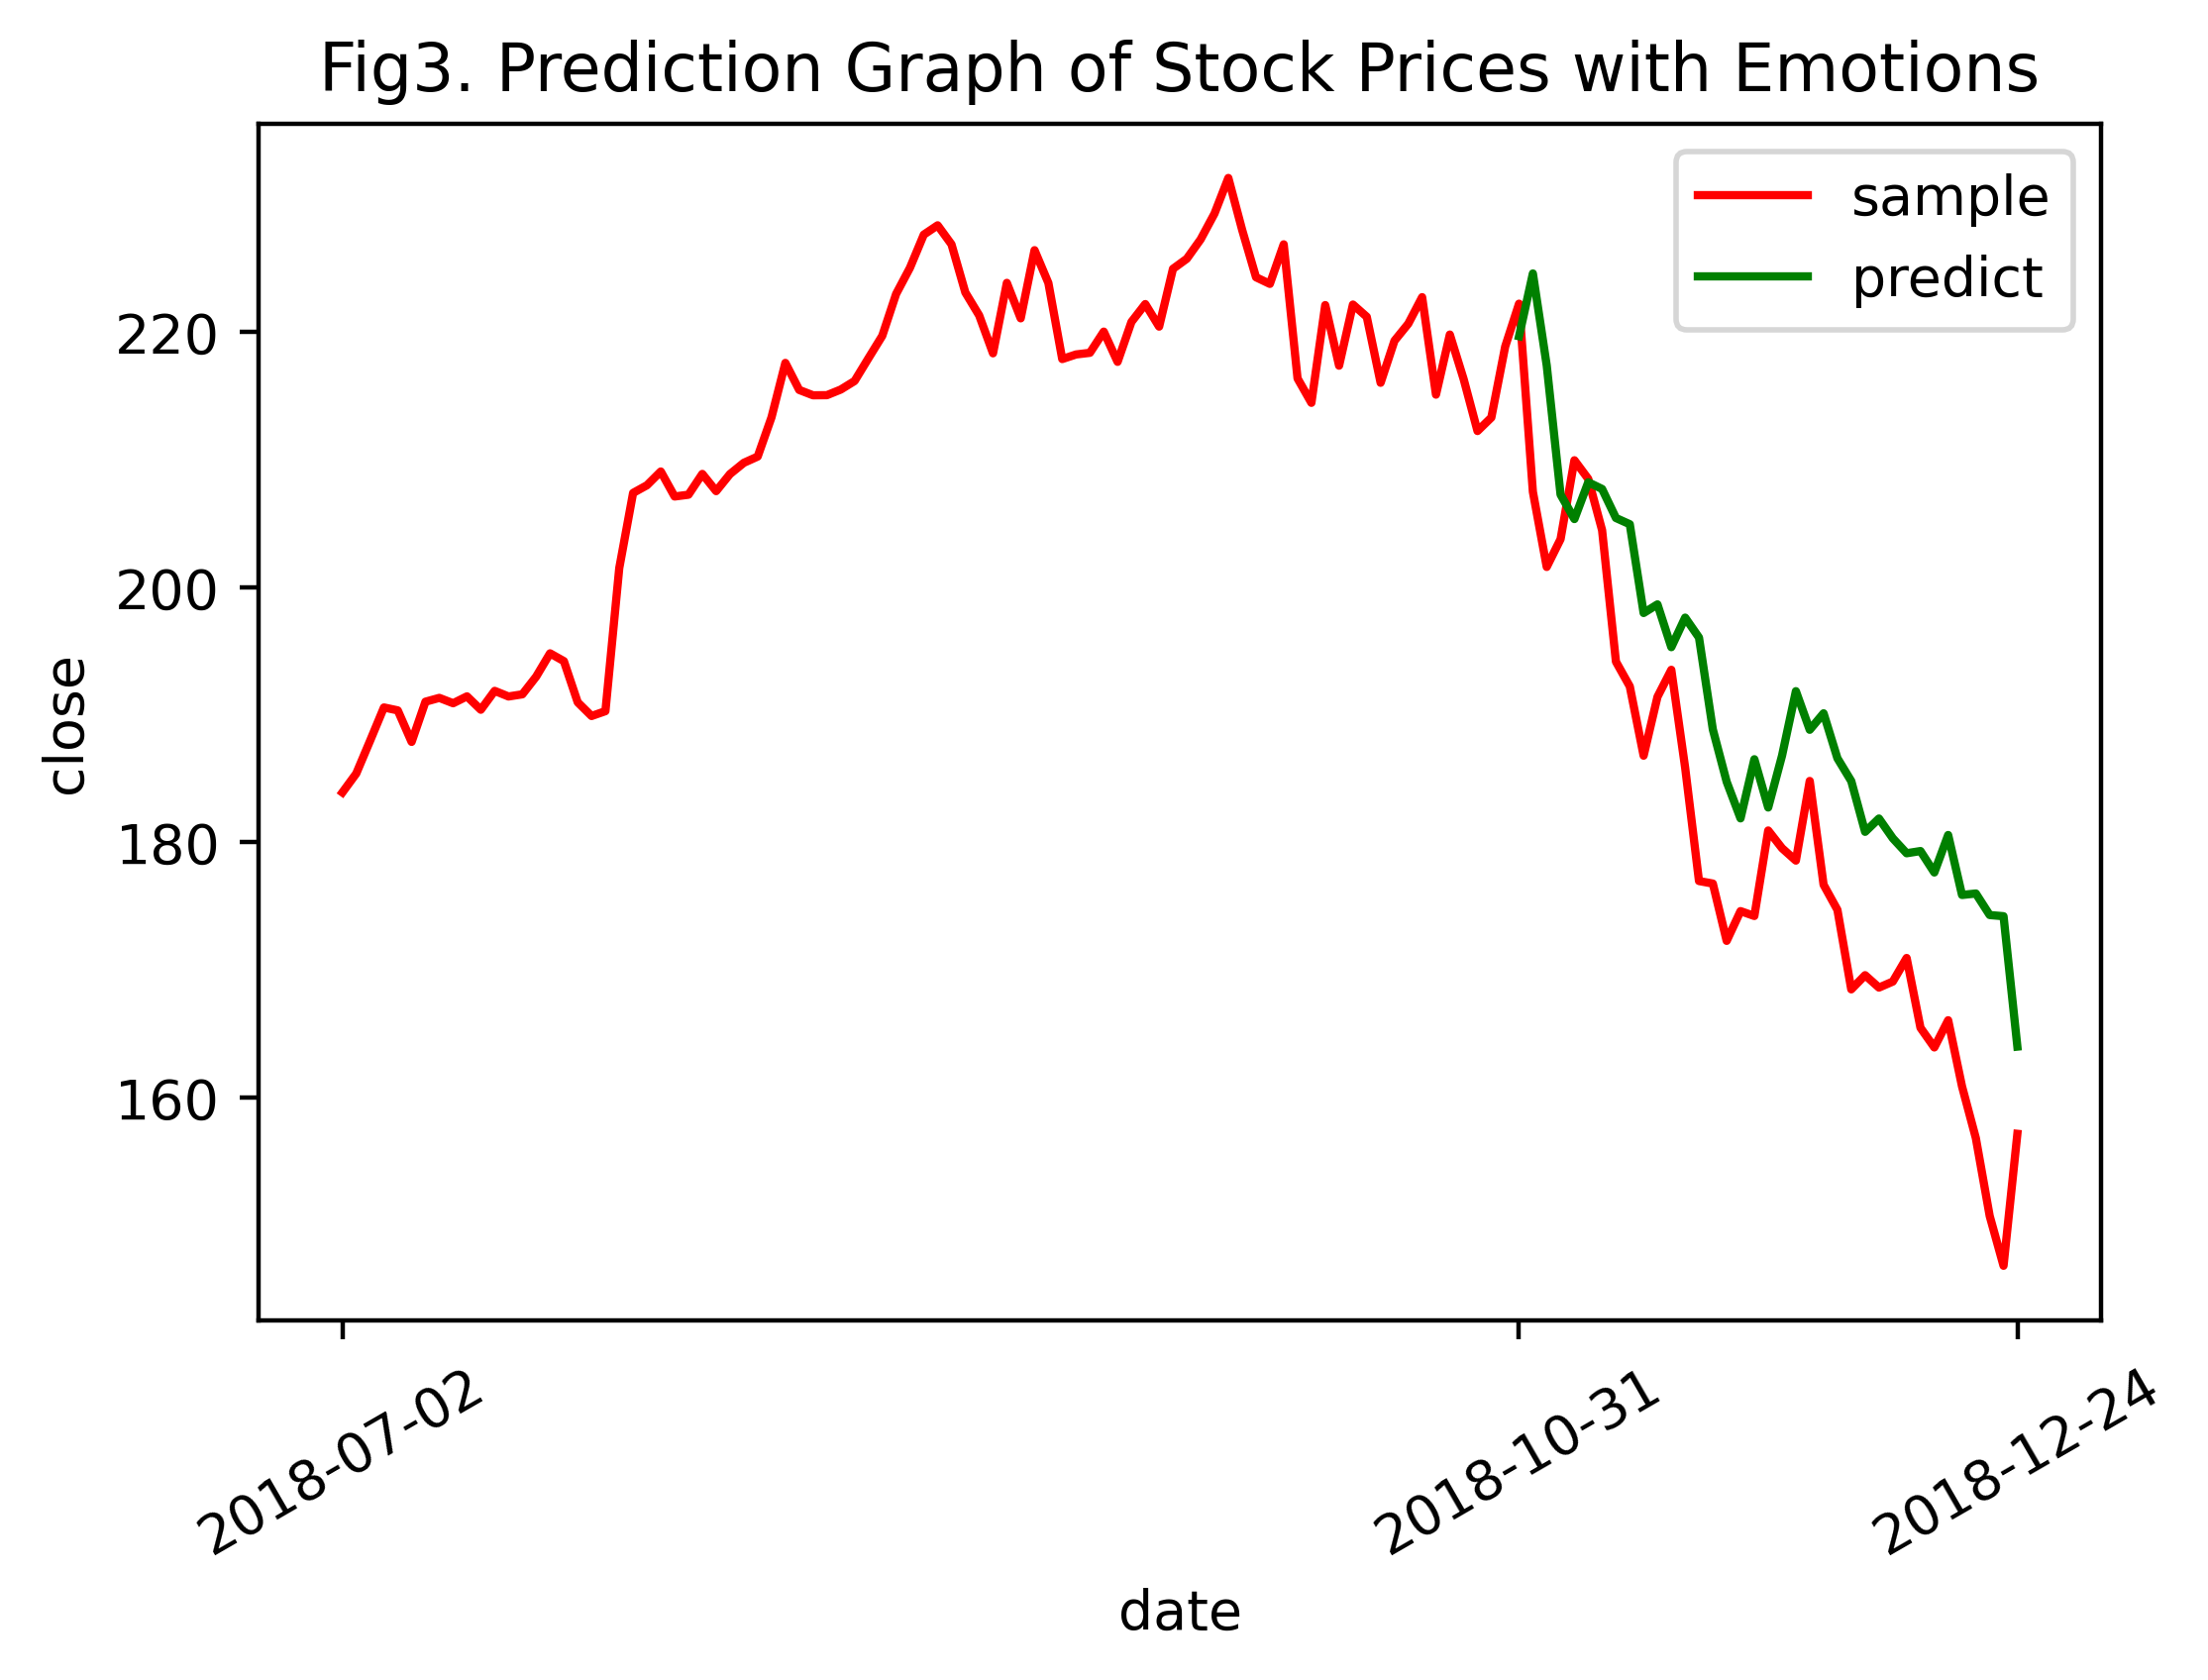 Fig3. Prediction Graph of Stock Prices with Emotions
sample
predict
220
200
180
160
close
2018-07-02
2018-10-31
2018-12-24
date